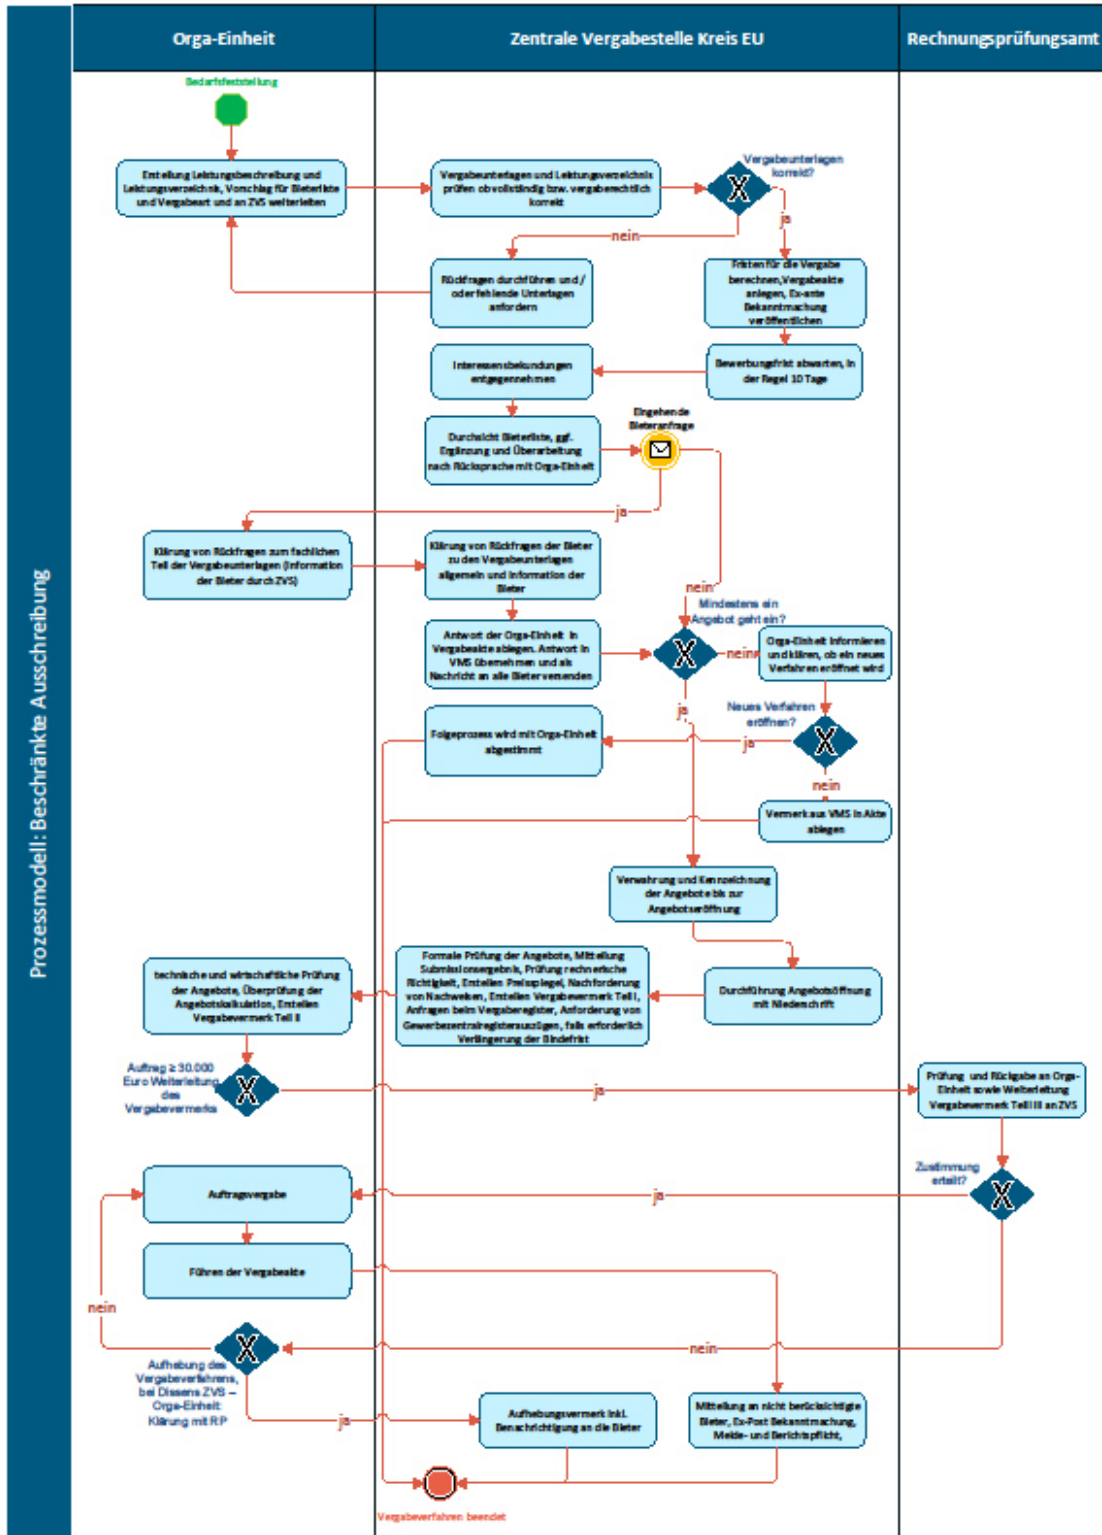 Prozessmodell: Beschränkte Ausschreibung
Orga-Einheit
Zentrale Vergabestelle Kreis EU
Rechnungsprüfungsamt
Bedarfsfeststellung
Erstellung Leistungsbeschreibung und
Leistungsverzeichnis, Vorschlag für Bieterlikte
und Vergabeart und an ZVS weiterleiten
Vergabeunterlagen und Leistungsverzeichnis
prüfen ob vollständig bzw. vergaberechtlich
korrekt
Vergabeunterlagen
korrekt?
X
ja
nein
Rückfragen durchführen und /
oder fehlende Unterlagen
anfordern
Fristen für die Vergabe
berechnen, Vergabeakte
anlegen, Ex-ante
Bekanntmachung
veröffentlichen
Interessensbekundungen
entgegennehmen
Bewerbungsfrist abwarten, in
der Regel 10 Tage
Durchsicht Bieterliste, ggf.
Ergänzung und Überarbeitung
nach Rücksprache mit Orga-Einheit
Eingehende
Bieteranfrage
ja
nein
Klärung von Rückfragen zum fachlichen
Teil der Vergabeunterlagen (Information
der Bieter durch ZVS)
Klärung von Rückfragen der Bieter
zu den Vergabeunterlagen
allgemein und Information der
Bieter
Mindestens ein
Angebot geht ein?
X
Antwort der Orga-Einheit in
Vergabeakte ablegen. Antwort in
VMS übernehmen und als
Nachricht an alle Bieter versenden
nein
Orga-Einheit informieren
und klären, ob ein neues
Verfahren eröffnet wird
ja
Neues Verfahren
eröffnen?
X
ja
Folgeprozess wird mit Orga-Einheit
abgestimmt
nein
Vermerk aus VMS in Akte
ablegen
Verwahrung und Kennzeichnung
der Angebote bis zur
Angebotseröffnung
Durchführung Angebotsöffnung
mit Niederschrift
Formale Prüfung der Angebote, Mitteilung
Submissionsergebnis, Prüfung rechnerische
Richtigkeit, Erstellen Preisspiegel, Nachforderung
von Nachweisen, Erstellen Vergabevermerk Teil I,
Anfragen beim Vergaberegister, Anforderung von
Gewerbezentralregisterauszügen, falls erforderlich
Verlängerung der Bindefrist
technische und wirtschaftliche Prüfung
der Angebote, Überprüfung der
Angebotskalkulation, Erstellen
Vergabevermerk Teil II
Auftrag ≥ 30.000
Euro Weiterleitung
des
Vergabevermerks
X
ja
Prüfung und Rückgabe an Orga-
Einheit sowie Weiterleitung
Vergabevermerk Teil III an ZVS
Zustimmung
erteilt?
X
ja
Auftragsvergabe
Führen der Vergabeakte
nein
nein
X
Aufhebung des
Vergabeverfahrens,
bei Dissens ZVS –
Orga-Einheit
Klärung mit RP
ja
Aufhebungsvermerk inkl.
Benachrichtigung an die Bieter
Mitteilung an nicht berücksichtigte
Bieter, Ex-Post Bekanntmachung,
Melde- und Berichtspflicht,
Vergabeverfahren beendet